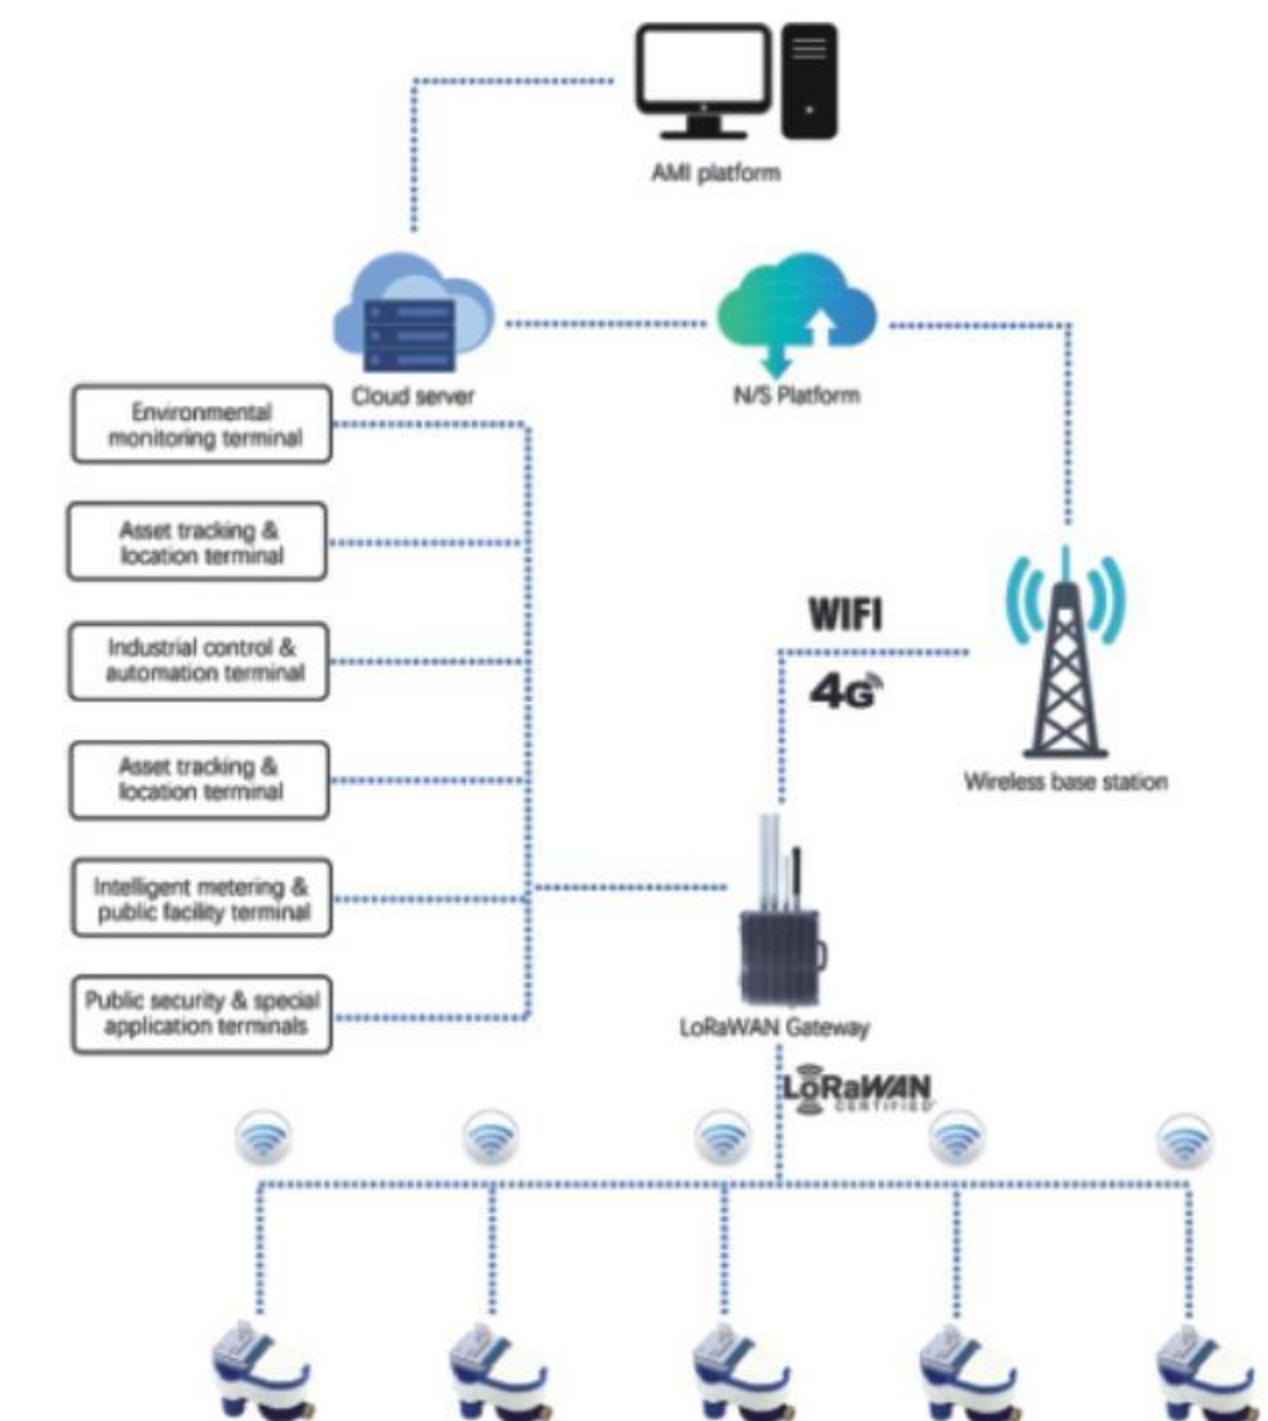 AMI platform
Cloud server
N/S Platform
Environmental
monitoring terminal
Asset tracking &
location terminal
Industrial control &
automation terminal
Asset tracking &
location terminal
Intelligent metering &
public facility terminal
Public security & special
application terminals
WIFI
4G
Wireless base station
LoRaWAN Gateway
LoRaWAN
CERTIFIED